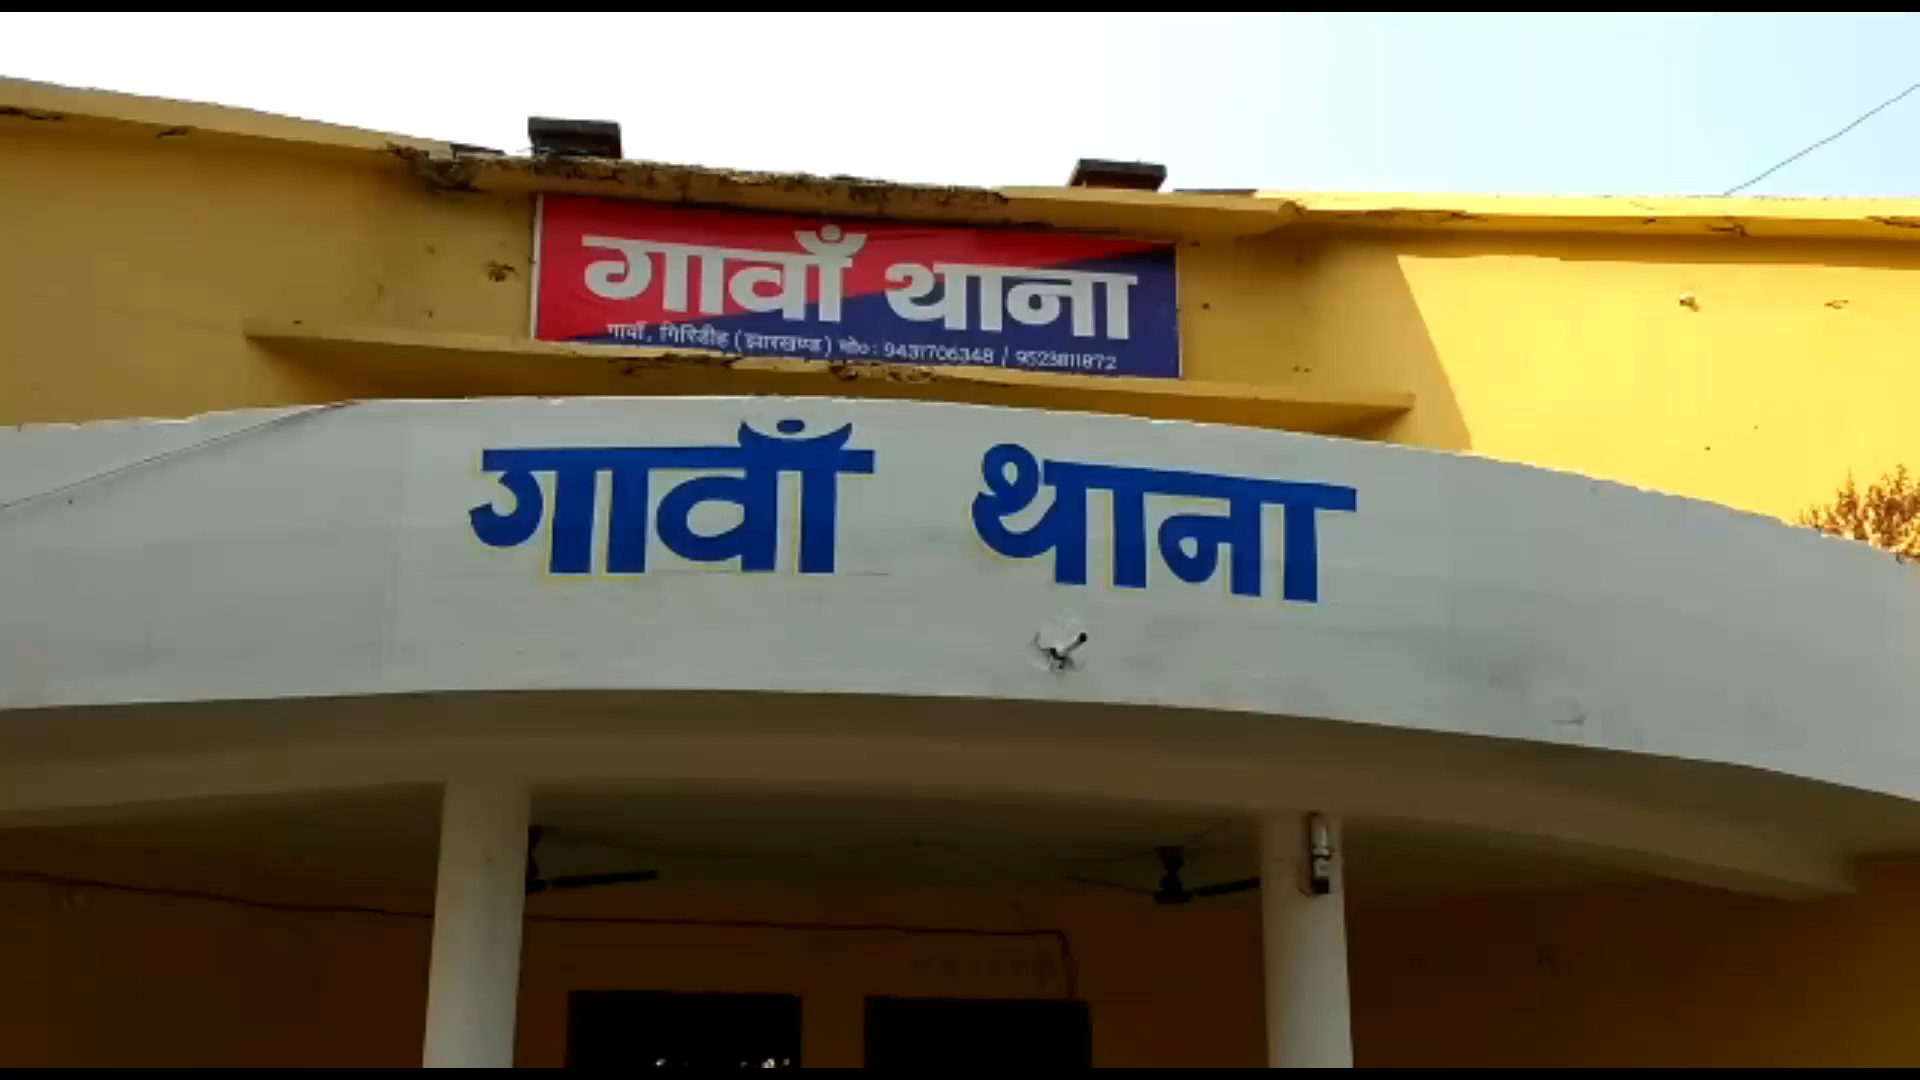 गावाँ थाना
गावाँ, गिरिडीह (झारखण्ड) मो० : 9431706348 / 9523811872
गावाँ थाना